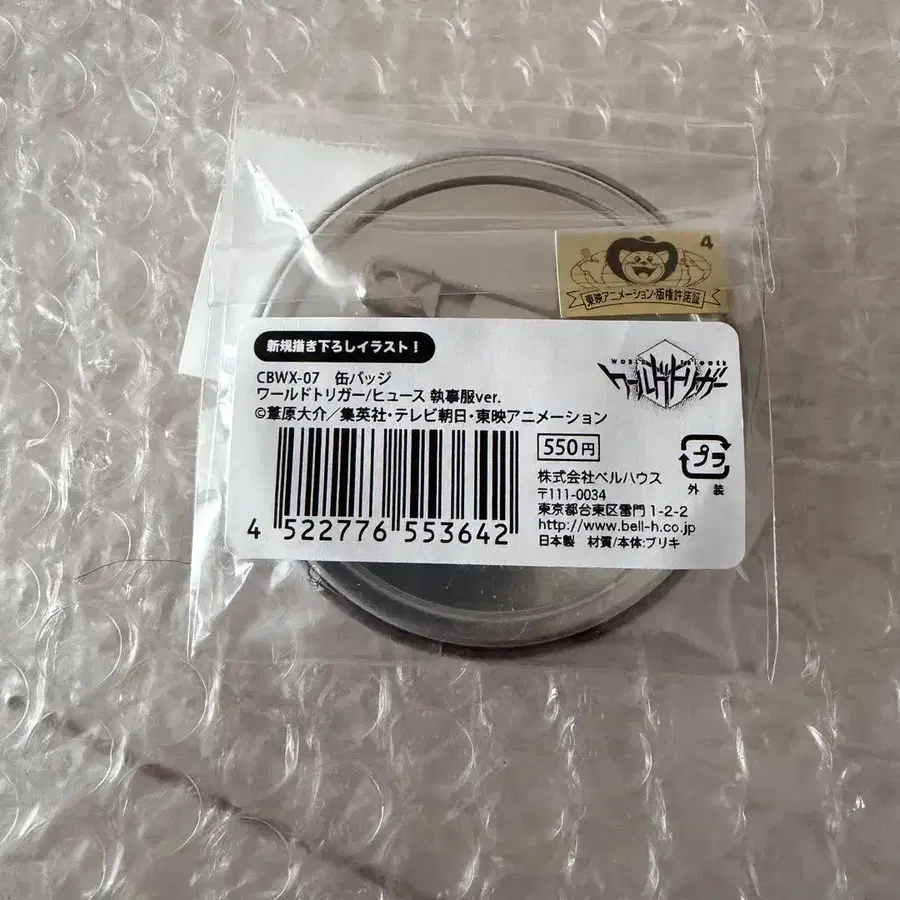 4
東映アニメーション・版権許諾証
新規描き下ろしイラスト!
WORLD TRIGGER
ワールドトリガー
CBWX-07 缶バッジ
ワールドトリガー/ヒュース 執事服ver.
©葦原大介/集英社・テレビ朝日・東映アニメーション
550円
プラ
外装
株式会社ベルハウス
〒111-0034
東京都台東区雷門1-2-2
http://www.bell-h.co.jp
日本製 材質/本体:ブリキ
4 522776 553642